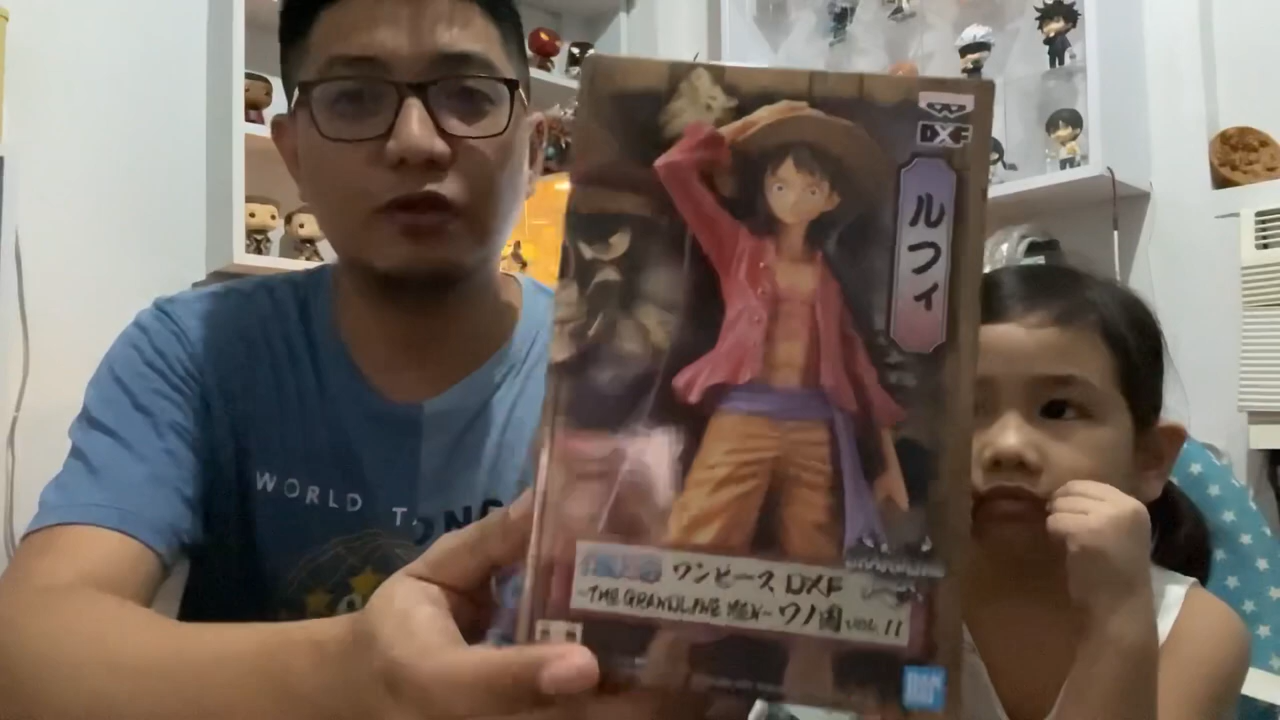 DXF
ルフィ
WORLD T
ワンピース DXF
~THE GRANDLINE MEN~ ワノ国 VOL.11